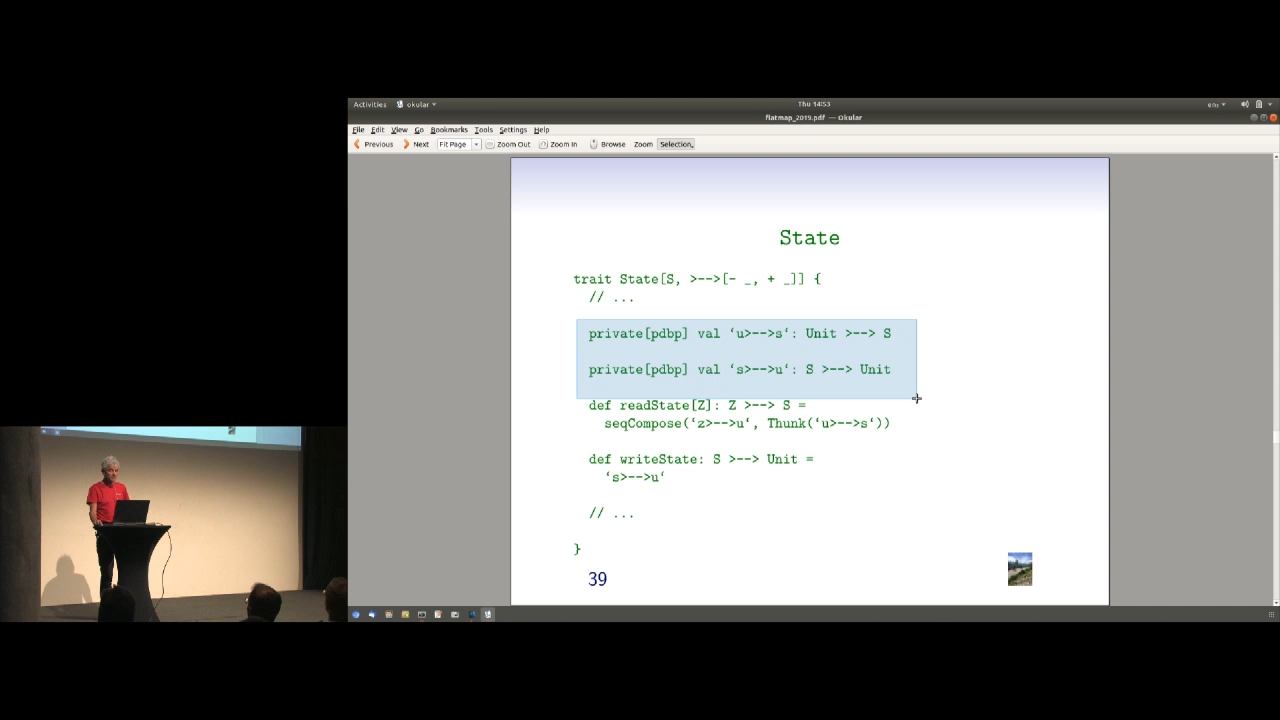 Activities okular Thu 14:53 en₁
flatmap_2019.pdf — Okular
File Edit View Go Bookmarks Tools Settings Help
Previous Next Fit Page Zoom Out Zoom In Browse Zoom Selection
State
trait State[S, >-->[- _, + _]] {
// ...
private[pdbp] val ‘u>-->s‘: Unit >--> S
private[pdbp] val ‘s>-->u‘: S >--> Unit
def readState[Z]: Z >--> S =
seqCompose(‘z>-->u‘, Thunk(‘u>-->s‘))
def writeState: S >--> Unit =
‘s>-->u‘
// ...
}
39